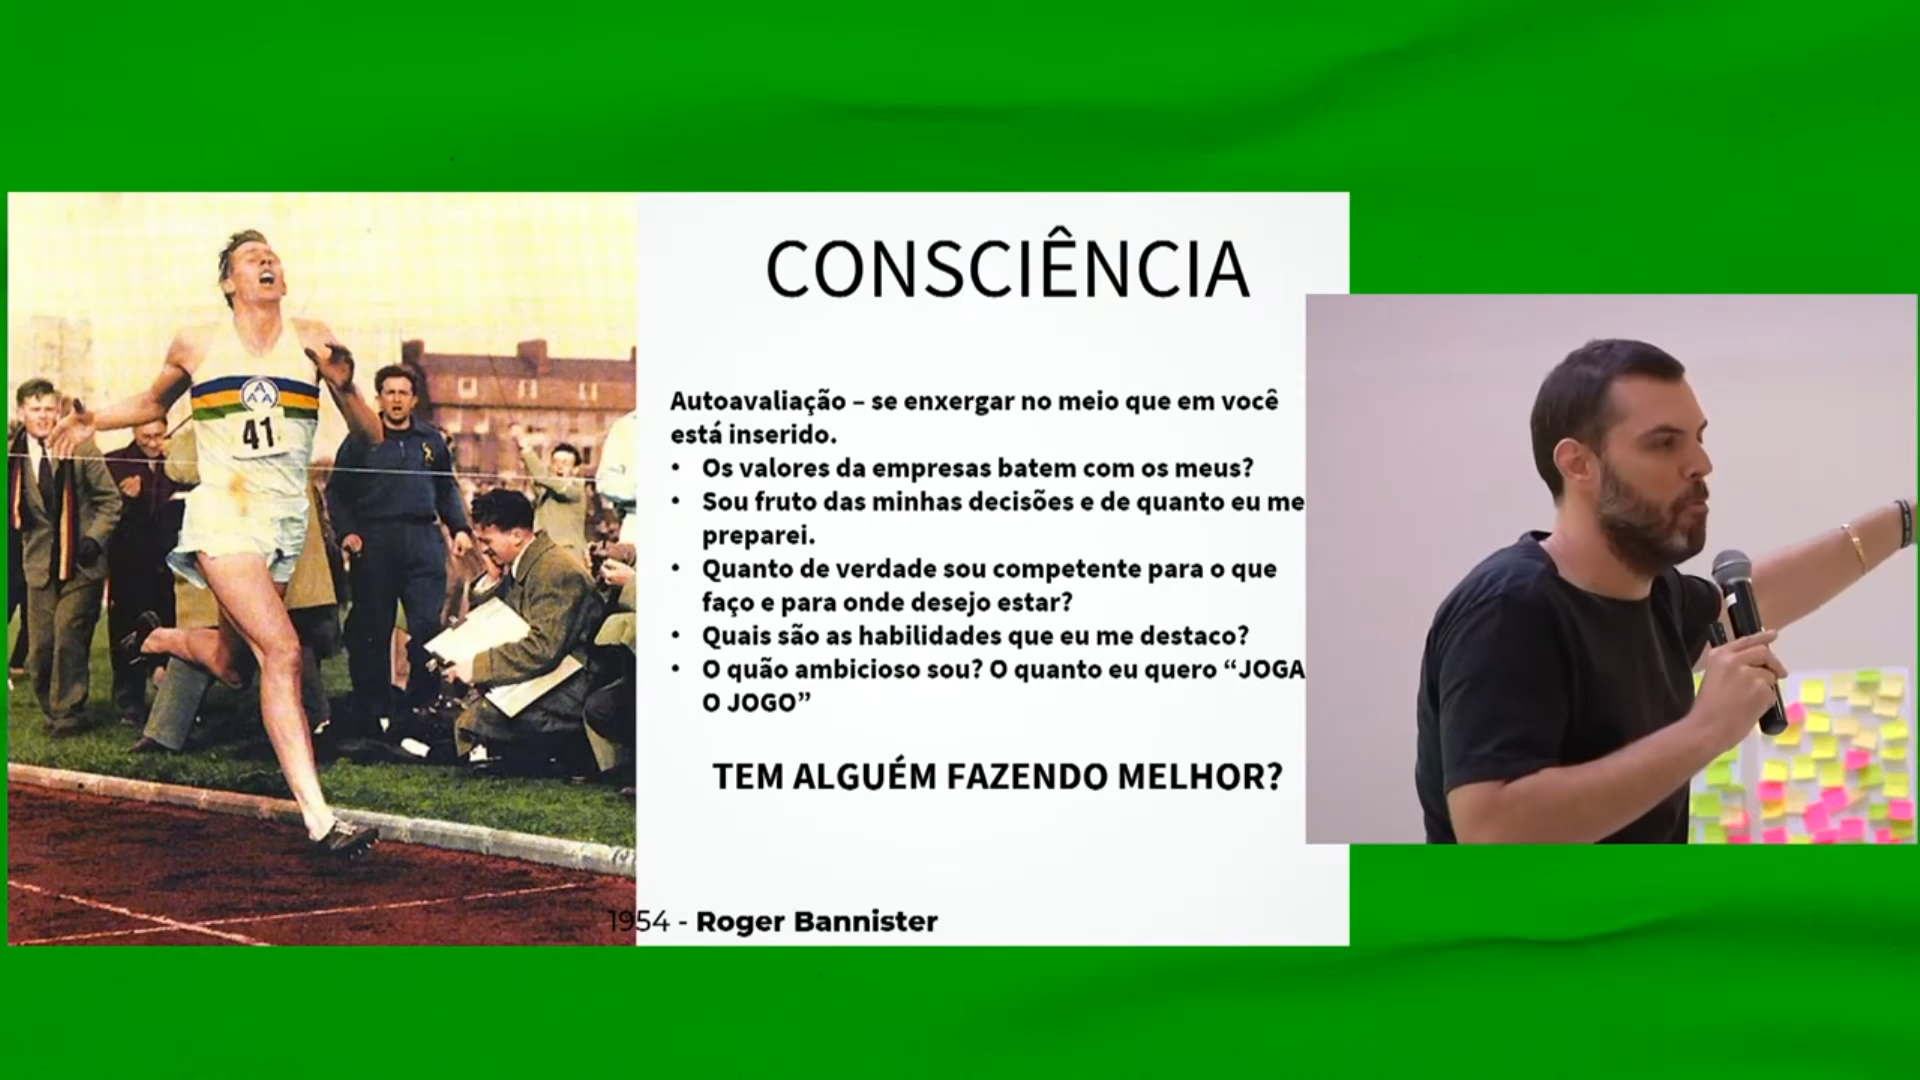 CONSCIÊNCIA
Autoavaliação – se enxergar no meio que em você
está inserido.
• Os valores da empresas batem com os meus?
• Sou fruto das minhas decisões e de quanto eu me
preparei.
• Quanto de verdade sou competente para o que
faço e para onde desejo estar?
• Quais são as habilidades que eu me destaco?
• O quão ambicioso sou? O quanto eu quero “JOGA
O JOGO”
TEM ALGUÉM FAZENDO MELHOR?
1954 - Roger Bannister
AAA
41